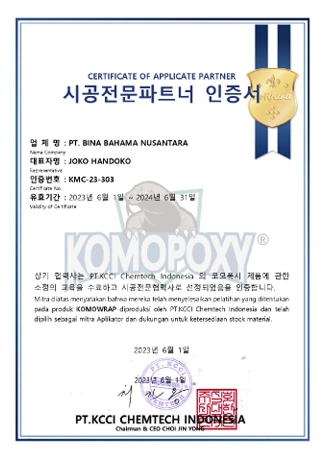 CERTIFICATE OF APPLICATE PARTNER
시공전문파트너 인증서
업 체 명 : PT. BINA BAHAMA NUSANTARA
Name Company
대표자명 : JOKO HANDOKO
Representative
인증번호 : KMC-23-303
Certificate No.
유효기간 : 2023년 6월 1일 ~ 2024년 6월 31일
Validity of Certificate
KOMOPOXY®
상기 협력사는 PT.KCCI Chemtech Indonesia 의 코모폭시 제품에 관한
소정의 교육을 수료하고 시공전문협력사로 선정되었음을 인증합니다.
Mitra diatas menyatakan bahwa mereka telah menyelesaikan pelatihan yang ditentukan
pada produk KOMOWRAP diproduksi oleh PT.KCCI Chemtech Indonesia dan telah
dipilih sebagai mitra Aplikator dan dukungan untuk ketersediaan stock material.
2023년 6월 1일
2023년 6월 1일
PT.KCCI CHEMTECH INDONESIA
Chairman & CEO CHOI JIN YONG